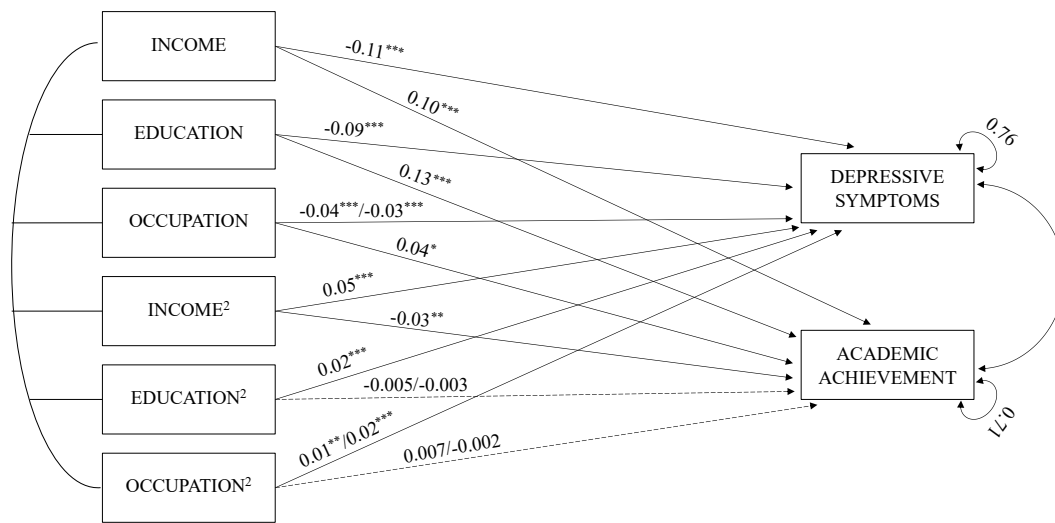 INCOME
-0.11***
0.10***
EDUCATION
-0.09***
0.13***
OCCUPATION
-0.04***/-0.03***
0.04*
INCOME²
0.05***
-0.03**
EDUCATION²
0.02***
-0.005/-0.003
OCCUPATION²
0.01**/0.02***
0.007/-0.002
DEPRESSIVE
SYMPTOMS
0.76
ACADEMIC
ACHIEVEMENT
0.71